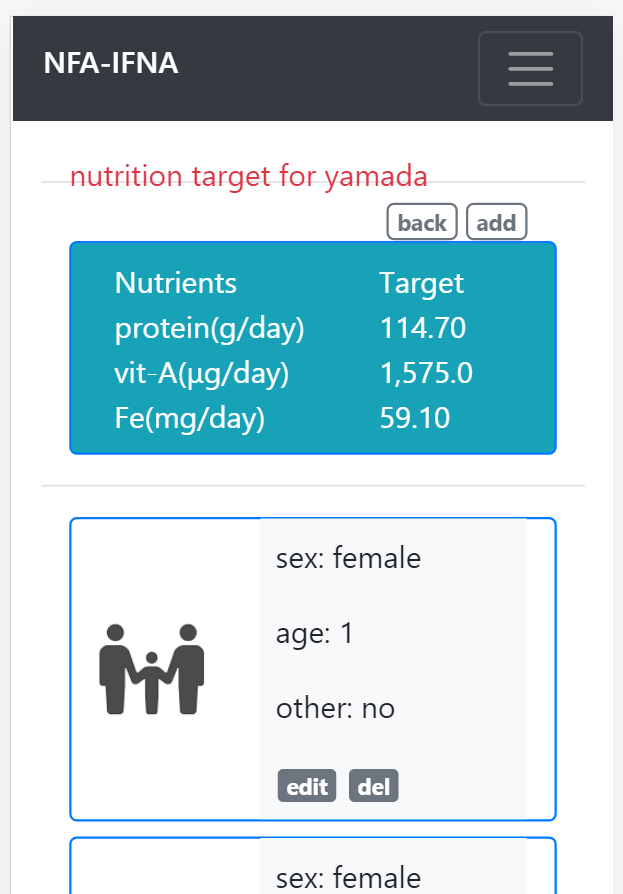 NFA-IFNA
nutrition target for yamada
back add
Nutrients Target
protein(g/day) 114.70
vit-A(μg/day) 1,575.0
Fe(mg/day) 59.10
sex: female
age: 1
other: no
edit del
sex: female